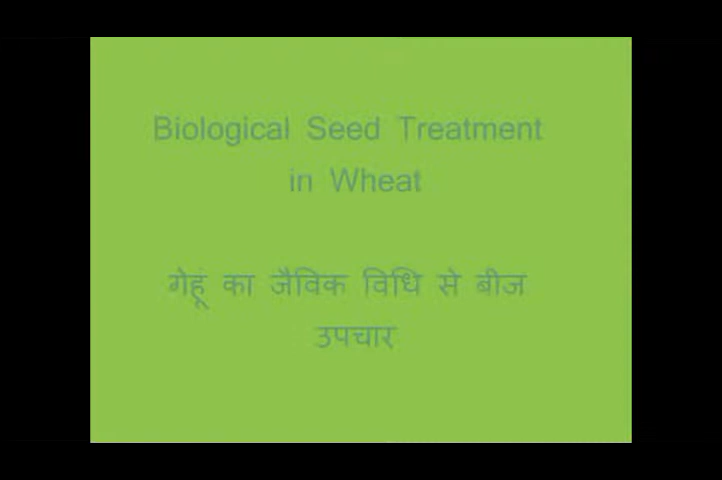 Biological Seed Treatment
in Wheat
गेहूं का जैविक विधि से बीज
उपचार